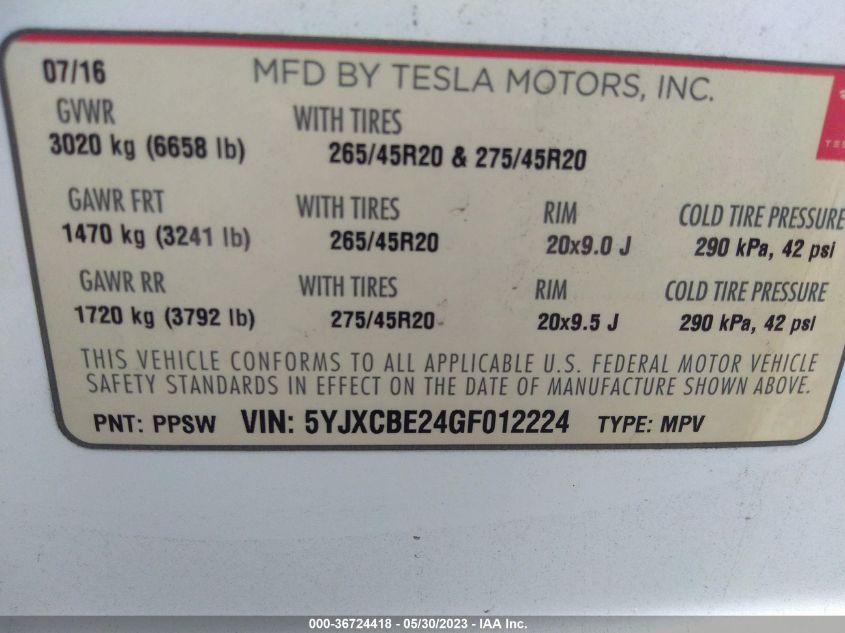 07/16 MFD BY TESLA MOTORS, INC.
GVWR WITH TIRES
3020 kg (6658 lb) 265/45R20 & 275/45R20
GAWR FRT WITH TIRES RIM COLD TIRE PRESSURE
1470 kg (3241 lb) 265/45R20 20x9.0 J 290 kPa, 42 psi
GAWR RR WITH TIRES RIM COLD TIRE PRESSURE
1720 kg (3792 lb) 275/45R20 20x9.5 J 290 kPa, 42 psi
THIS VEHICLE CONFORMS TO ALL APPLICABLE U.S. FEDERAL MOTOR VEHICLE
SAFETY STANDARDS IN EFFECT ON THE DATE OF MANUFACTURE SHOWN ABOVE.
PNT: PPSW VIN: 5YJXCBE24GF012224 TYPE: MPV
000-36724418 - 05/30/2023 - IAAI.COM